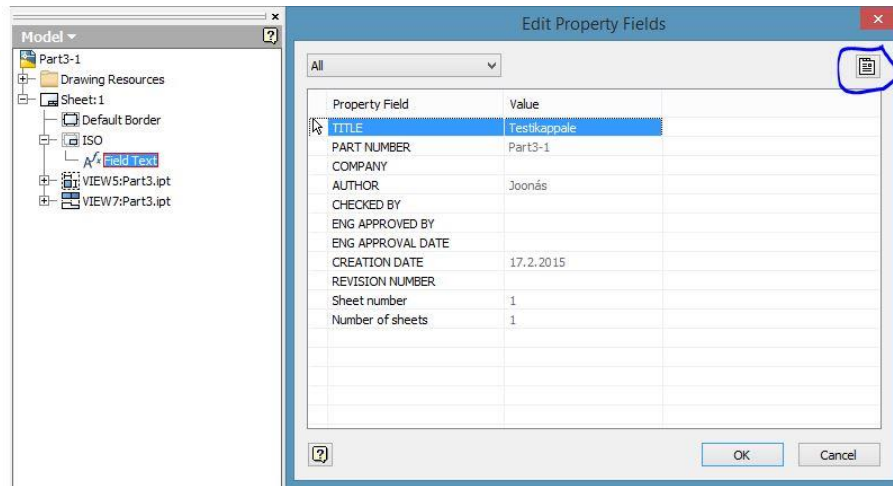 Model
Part3-1
Drawing Resources
Sheet:1
Default Border
ISO
Field Text
VIEW5:Part3.ipt
VIEW7:Part3.ipt
Edit Property Fields
All
Property Field Value
TITLE Testikappale
PART NUMBER Part3-1
COMPANY
AUTHOR Joonás
CHECKED BY
ENG APPROVED BY
ENG APPROVAL DATE
CREATION DATE 17.2.2015
REVISION NUMBER
Sheet number 1
Number of sheets 1
OK Cancel